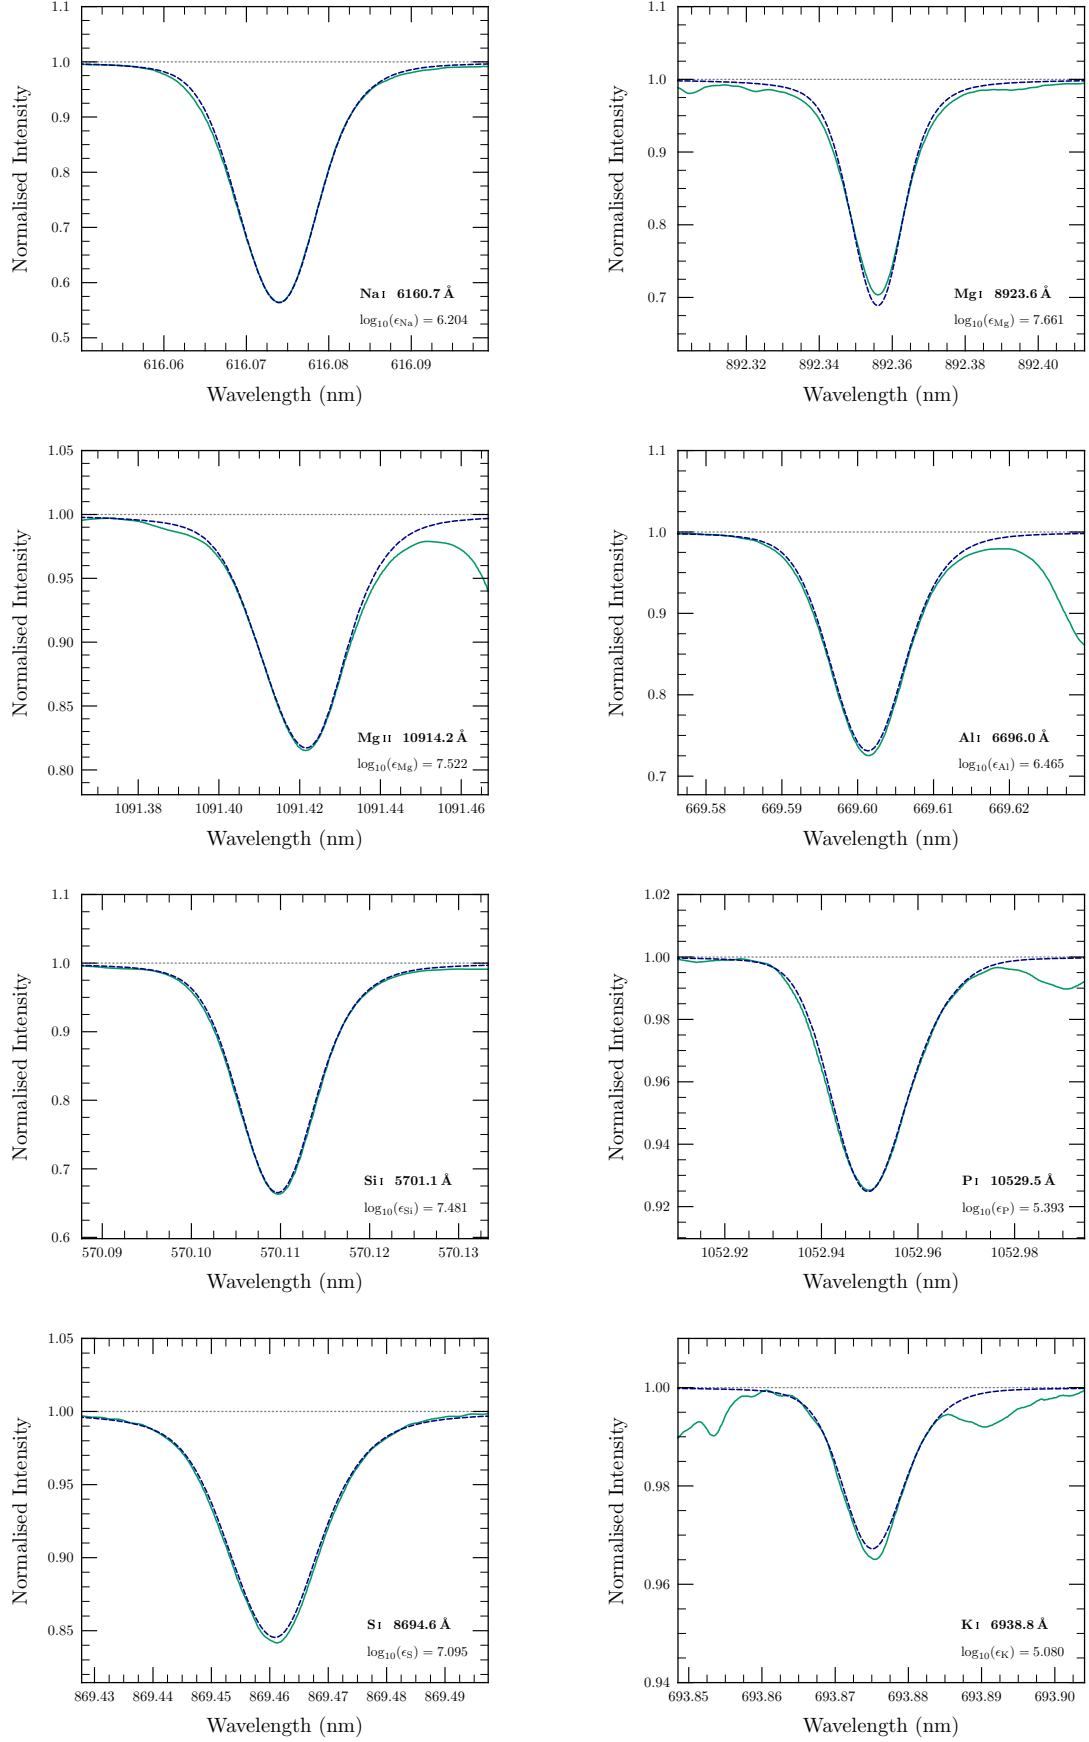 1.1
1.0
0.9
0.8
0.7
0.6
0.5
Normalised Intensity
Na I 6160.7 Å
log10(ϵNa) = 6.204
616.06 616.07 616.08 616.09
Wavelength (nm)
1.1
1.0
0.9
0.8
0.7
Normalised Intensity
Mg I 8923.6 Å
log10(ϵMg) = 7.661
892.32 892.34 892.36 892.38 892.40
Wavelength (nm)
1.05
1.00
0.95
0.90
0.85
0.80
Normalised Intensity
Mg II 10914.2 Å
log10(ϵMg) = 7.522
1091.38 1091.40 1091.42 1091.44 1091.46
Wavelength (nm)
1.1
1.0
0.9
0.8
0.7
Normalised Intensity
Al I 6696.0 Å
log10(ϵAl) = 6.465
669.58 669.59 669.60 669.61 669.62
Wavelength (nm)
1.1
1.0
0.9
0.8
0.7
0.6
Normalised Intensity
Si I 5701.1 Å
log10(ϵSi) = 7.481
570.09 570.10 570.11 570.12 570.13
Wavelength (nm)
1.02
1.00
0.98
0.96
0.94
0.92
Normalised Intensity
P I 10529.5 Å
log10(ϵP) = 5.393
1052.92 1052.94 1052.96 1052.98
Wavelength (nm)
1.05
1.00
0.95
0.90
0.85
Normalised Intensity
S I 8694.6 Å
log10(ϵS) = 7.095
869.43 869.44 869.45 869.46 869.47 869.48 869.49
Wavelength (nm)
1.00
0.98
0.96
0.94
Normalised Intensity
K I 6938.8 Å
log10(ϵK) = 5.080
693.85 693.86 693.87 693.88 693.89 693.90
Wavelength (nm)